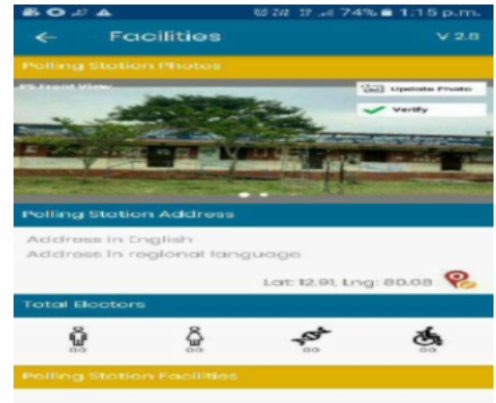 74% 1:15 p.m.
Facilities V 2.8
Polling Station Photos
PS Front View
Update Photo
Verify
Polling Station Address
Address in English
Address in regional language
Lat: 12.91, Lng: 80.08
Total Electors
Polling Station Facilities